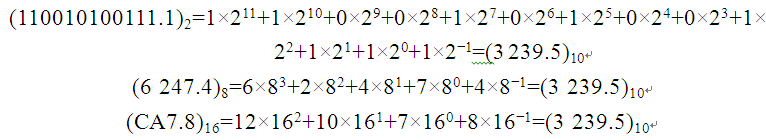 (110010100111.1)₂=1×2¹¹+1×2¹⁰+0×2⁹+0×2⁸+1×2⁷+0×2⁶+1×2⁵+0×2⁴+0×2³+1×
2²+1×2¹+1×2⁰+1×2⁻¹=(3 239.5)₁₀↵
(6 247.4)₈=6×8³+2×8²+4×8¹+7×8⁰+4×8⁻¹=(3 239.5)₁₀↵
(CA7.8)₁₆=12×16²+10×16¹+7×16⁰+8×16⁻¹=(3 239.5)₁₀↵